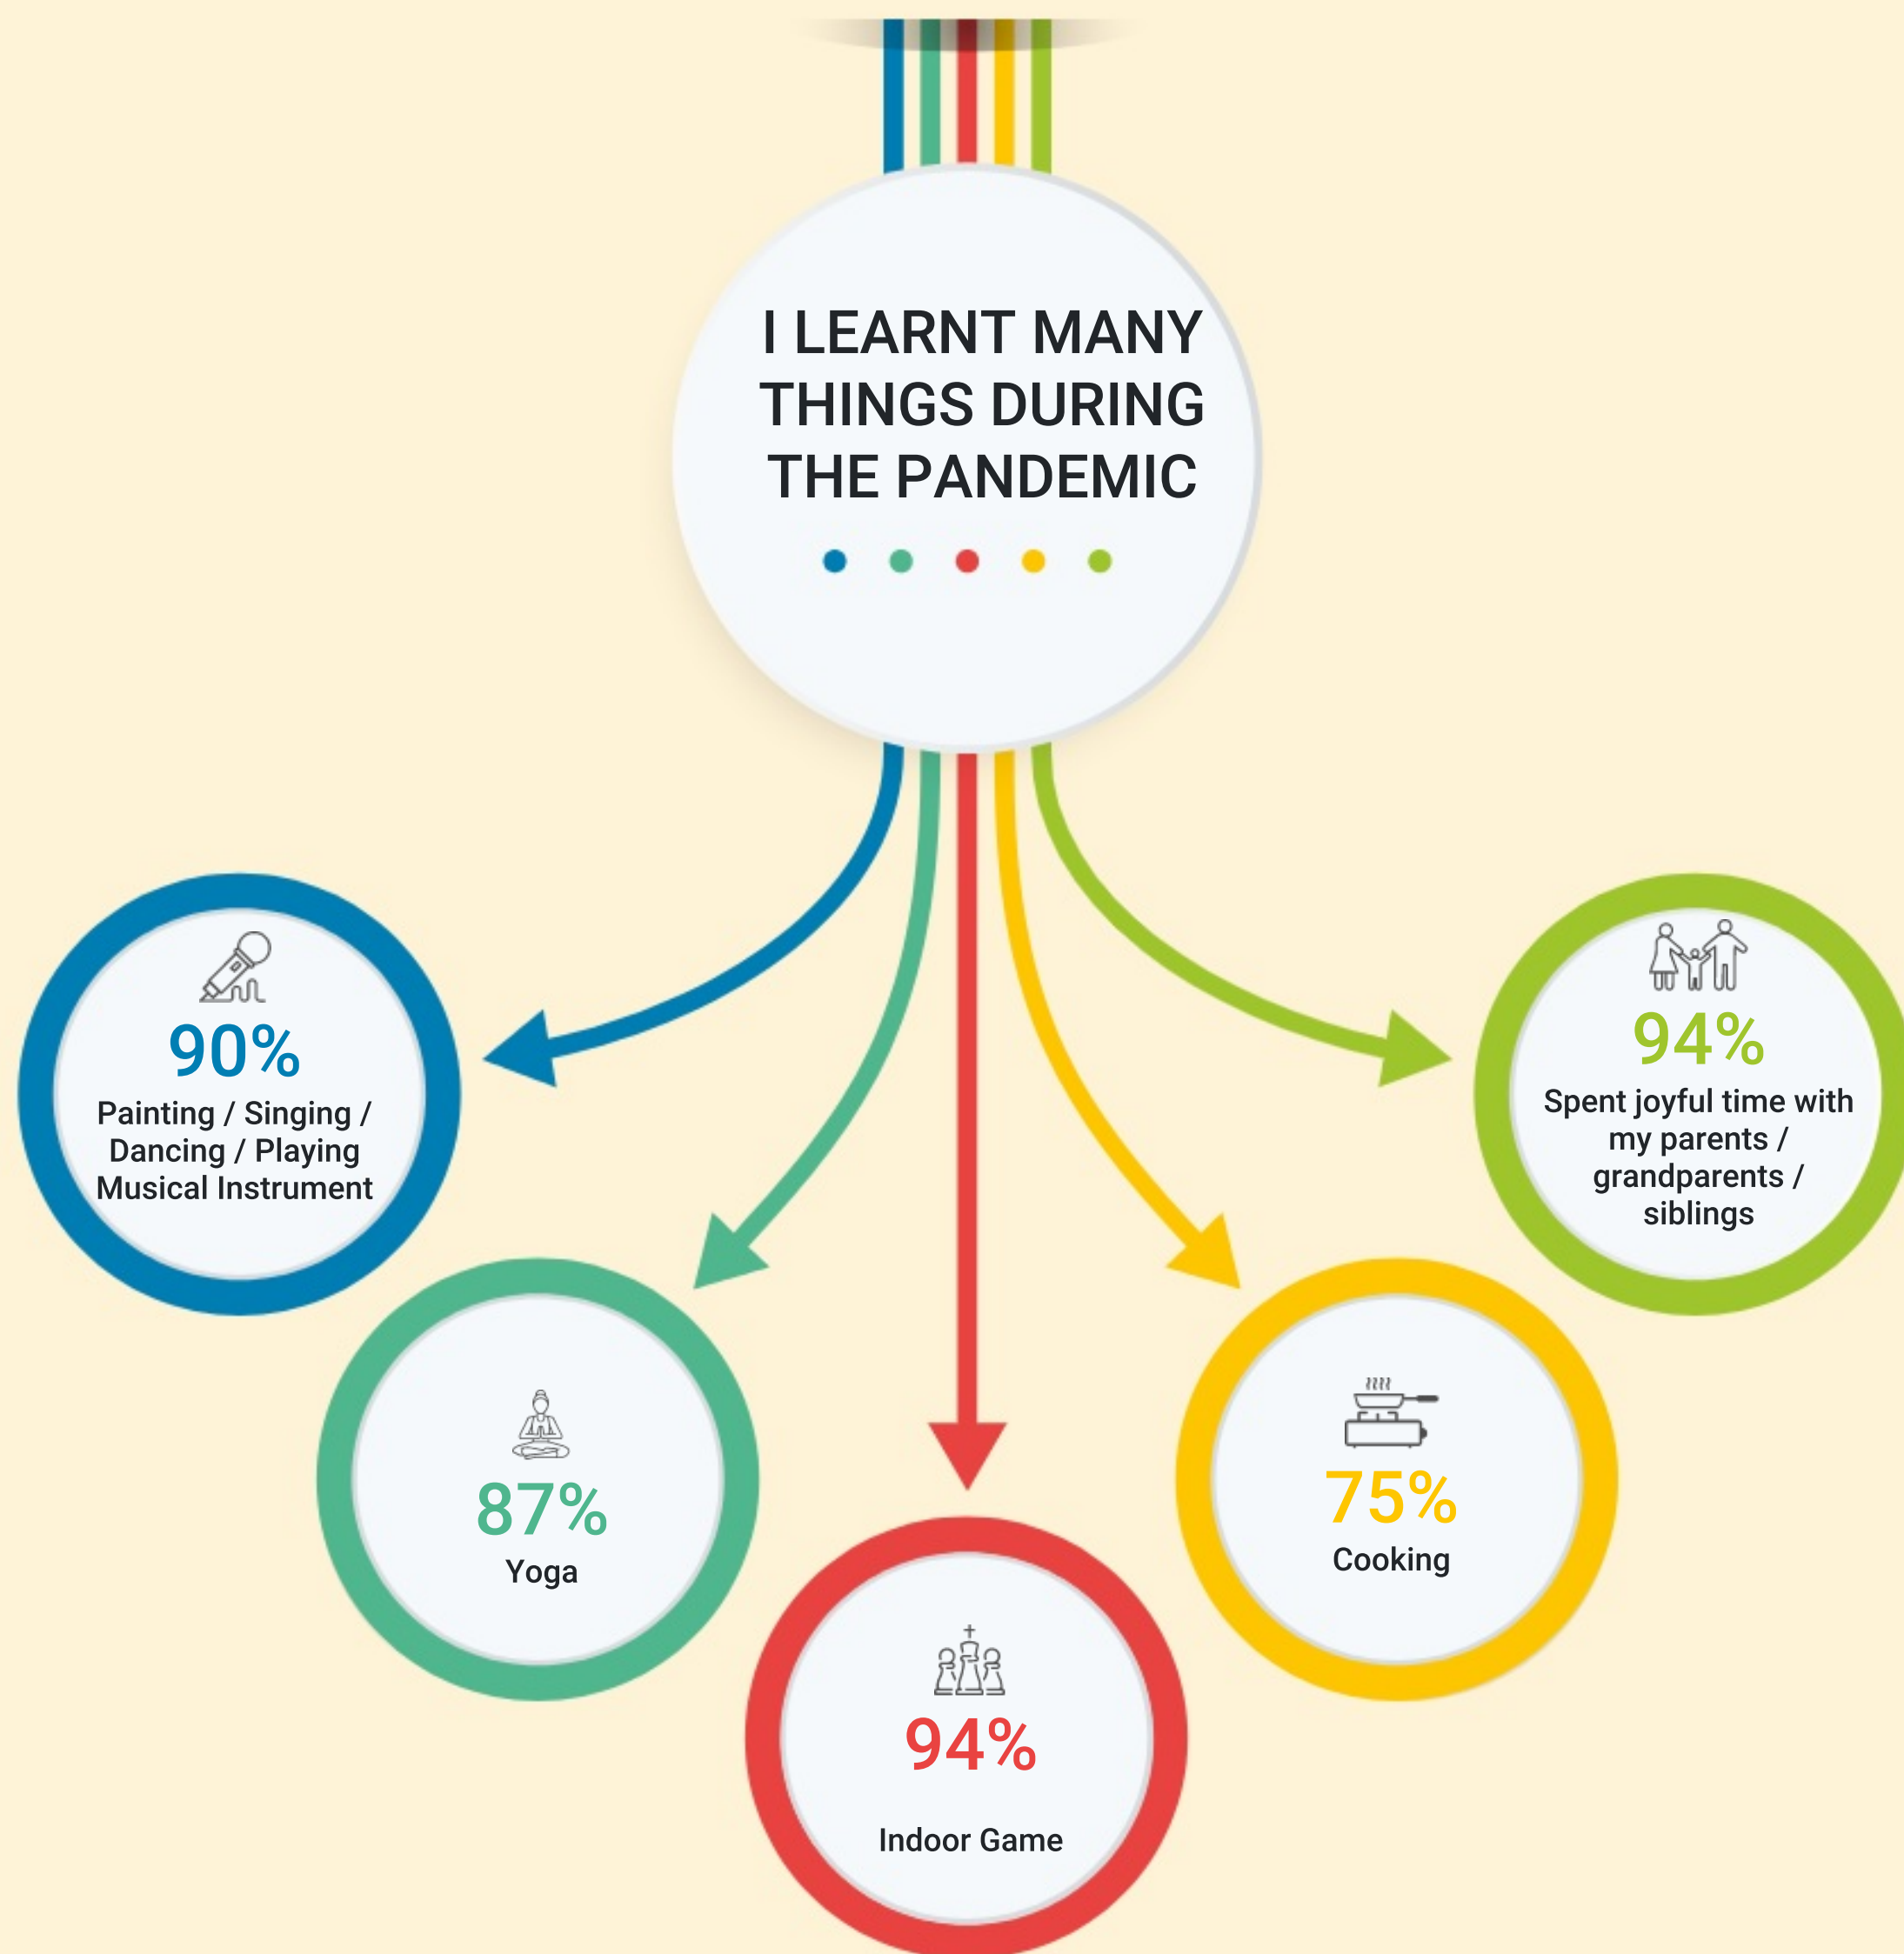 I LEARNT MANY
THINGS DURING
THE PANDEMIC
90%
Painting / Singing /
Dancing / Playing
Musical Instrument
87%
Yoga
94%
Indoor Game
75%
Cooking
94%
Spent joyful time with
my parents /
grandparents /
siblings